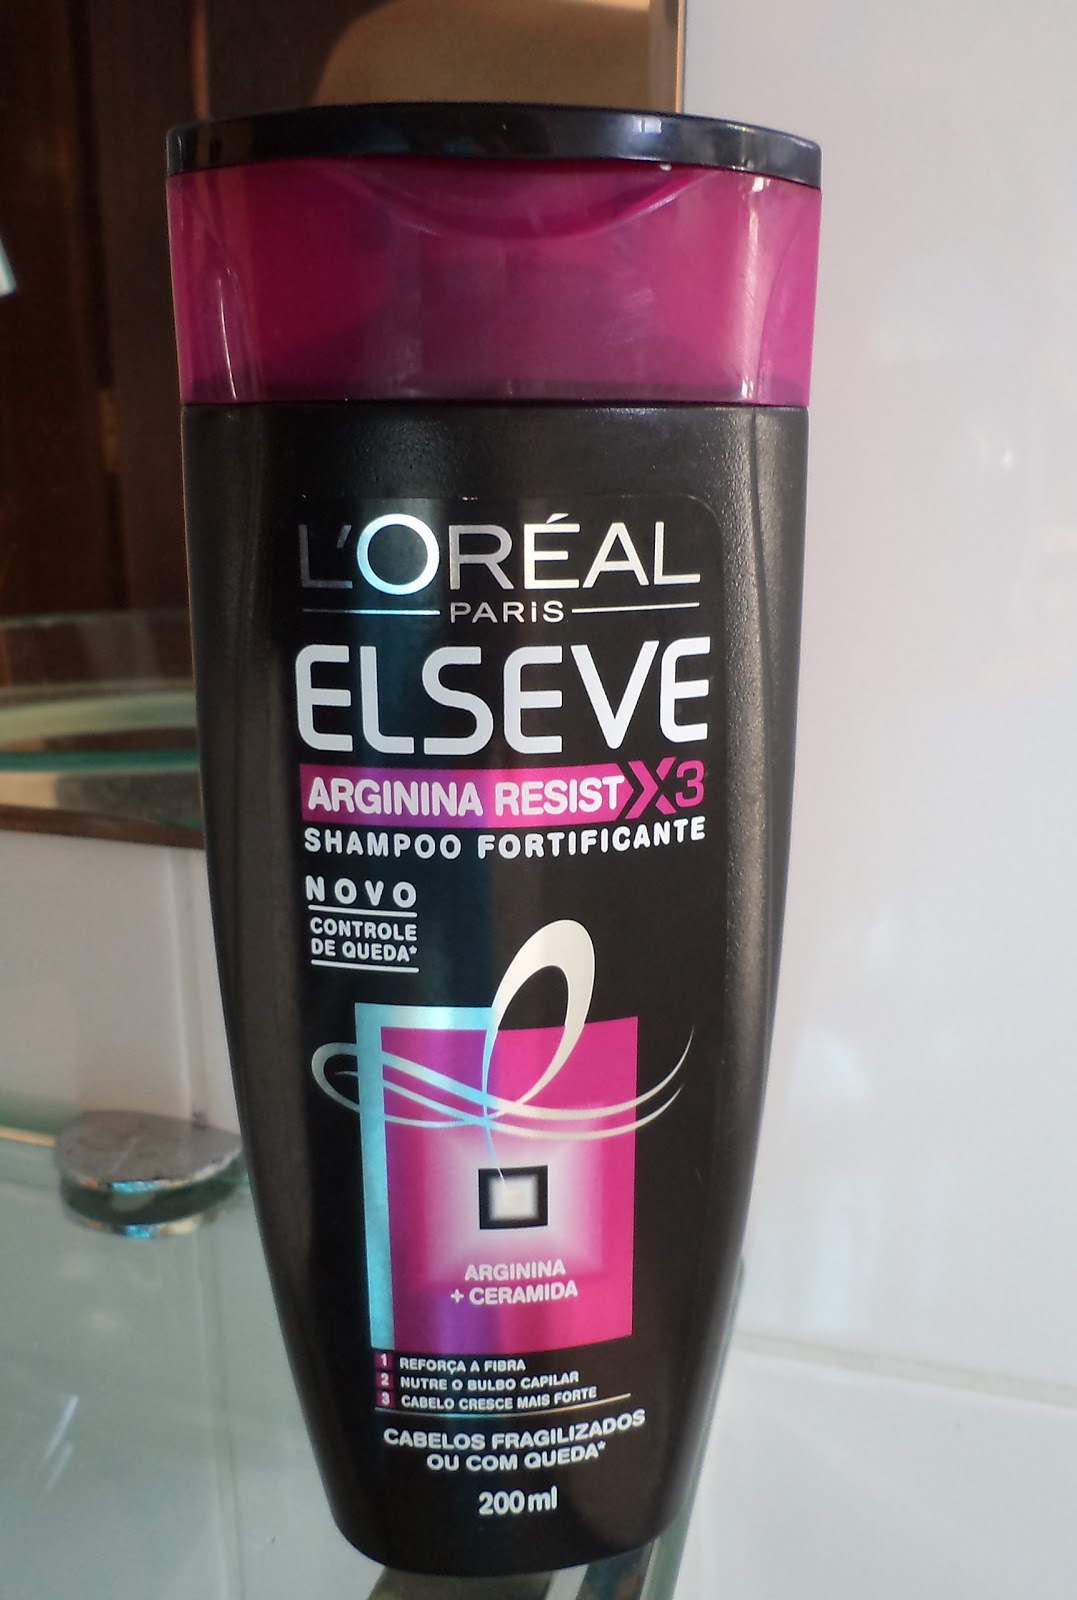 L'ORÉAL
PARIS
ELSEVE
ARGININA RESIST X3
SHAMPOO FORTIFICANTE
NOVO
CONTROLE
DE QUEDA*
ARGININA
+ CERAMIDA
1 REFORÇA A FIBRA
2 NUTRE O BULBO CAPILAR
3 CABELO CRESCE MAIS FORTE
CABELOS FRAGILIZADOS
OU COM QUEDA*
200ml